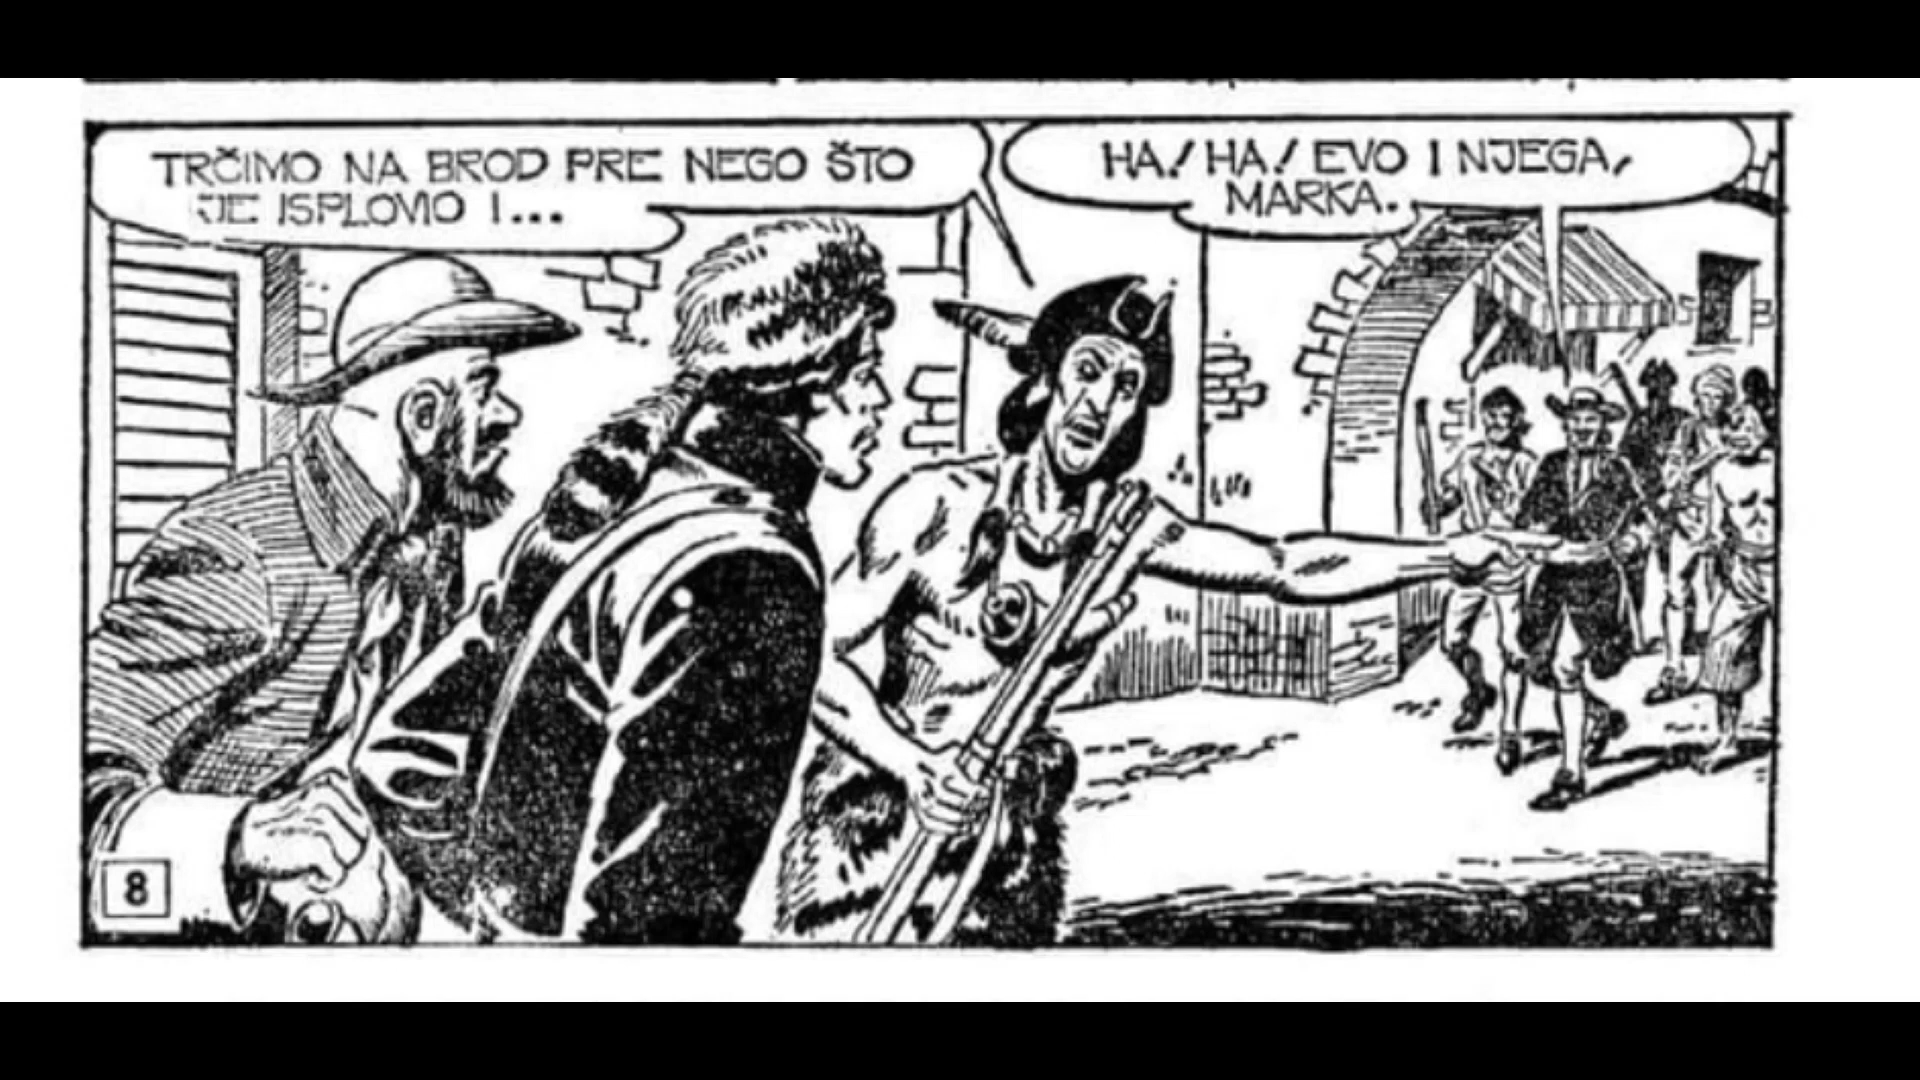 TRČIMO NA BROD PRE NEGO ŠTO
JE ISPLOVIO I...
HA! HA! EVO I NJEGA,
MARKA.
8